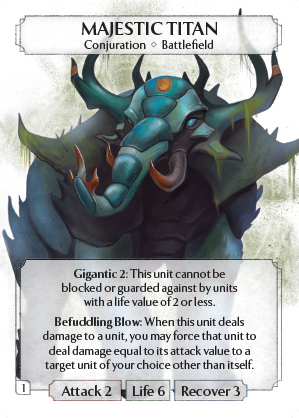 MAJESTIC TITAN
Conjuration ◇ Battlefield
Gigantic 2: This unit cannot be
blocked or guarded against by units
with a life value of 2 or less.
Befuddling Blow: When this unit deals
damage to a unit, you may force that unit to
deal damage equal to its attack value to a
target unit of your choice other than itself.
1
Attack 2 Life 6 Recover 3